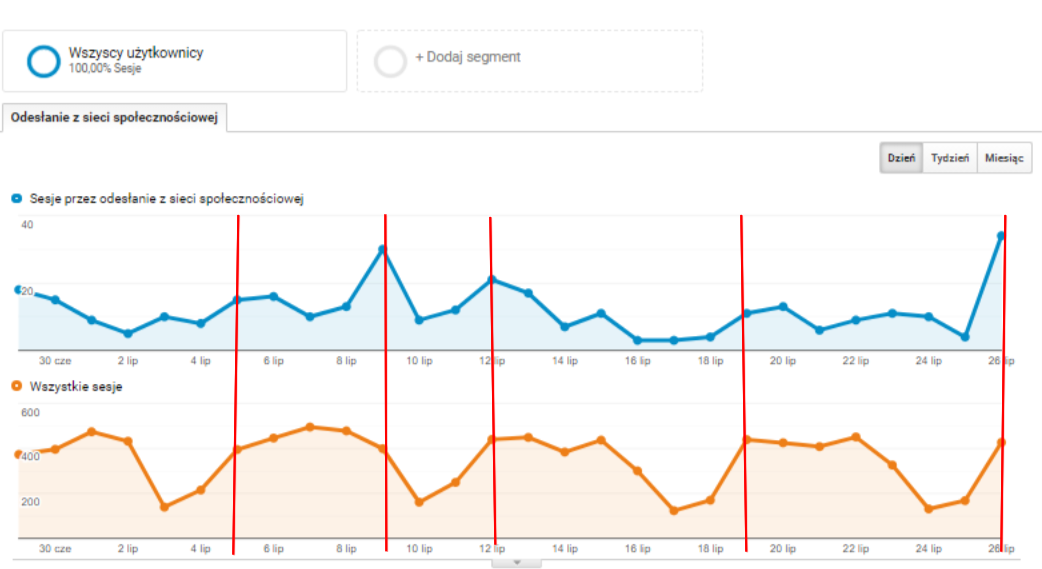 Wszyscy użytkownicy
100,00% Sesje
+ Dodaj segment
Odesłanie z sieci społecznościowej
Dzień Tydzień Miesiąc
Sesje przez odesłanie z sieci społecznościowej
40
20
30 cze 2 lip 4 lip 6 lip 8 lip 10 lip 12 lip 14 lip 16 lip 18 lip 20 lip 22 lip 24 lip 26 lip
Wszystkie sesje
600
400
200
30 cze 2 lip 4 lip 6 lip 8 lip 10 lip 12 lip 14 lip 16 lip 18 lip 20 lip 22 lip 24 lip 26 lip